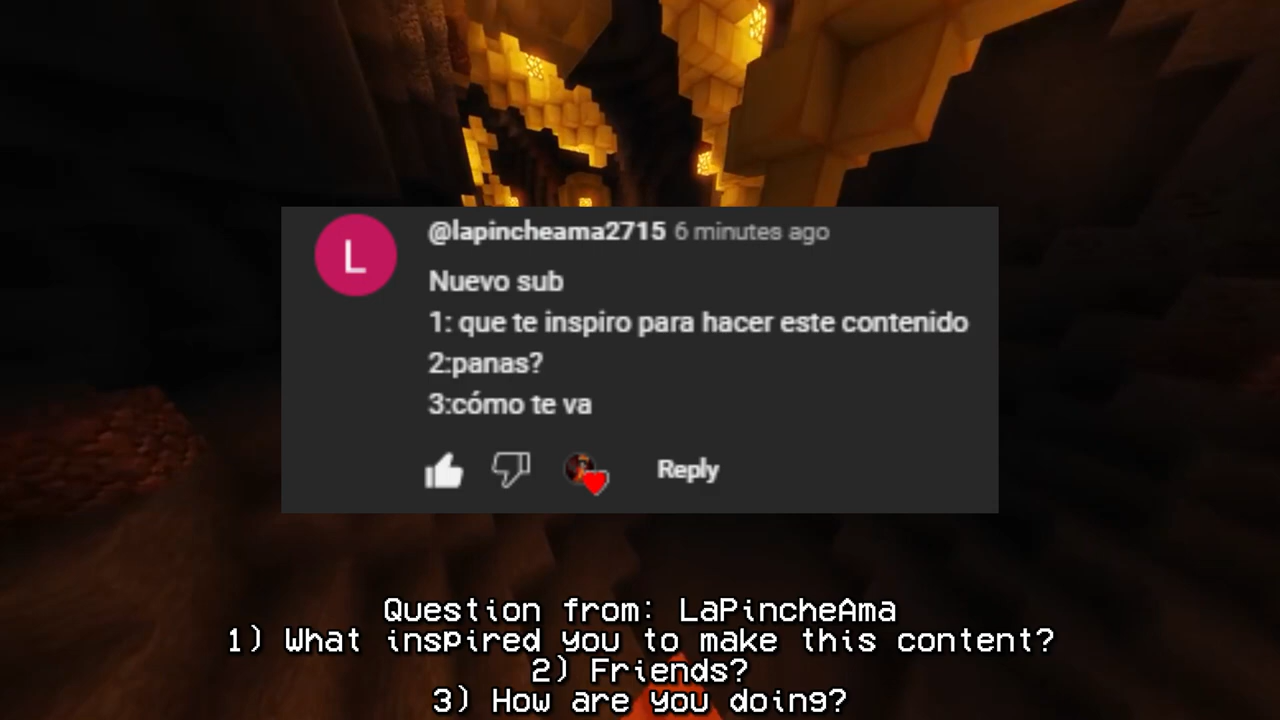 L
@lapincheama2715 6 minutes ago
Nuevo sub
1: que te inspiro para hacer este contenido
2:panas?
3:cómo te va
Reply
Question from: LaPincheAma
1) What inspired you to make this content?
2) Friends?
3) How are you doing?